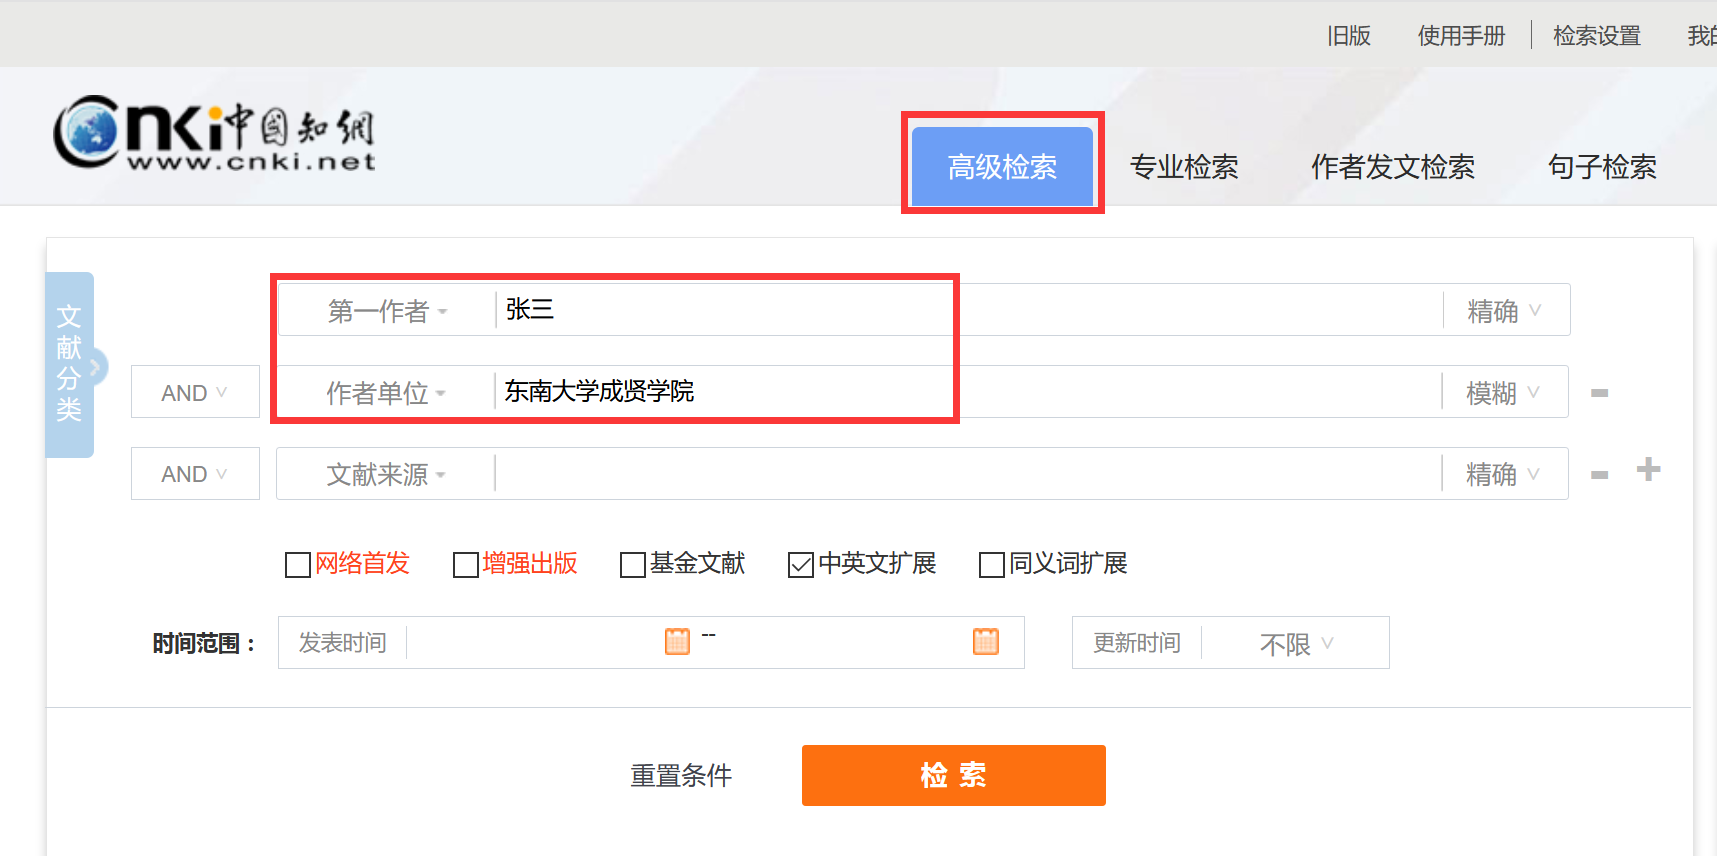 旧版 使用手册 检索设置 我的
cnki中国知网
www.cnki.net
高级检索 专业检索 作者发文检索 句子检索
文献分类
第一作者 张三 精确
AND 作者单位 东南大学成贤学院 模糊
AND 文献来源 精确
网络首发 增强出版 基金文献 中英文扩展 同义词扩展
时间范围： 发表时间 -- 更新时间 不限
重置条件 检索